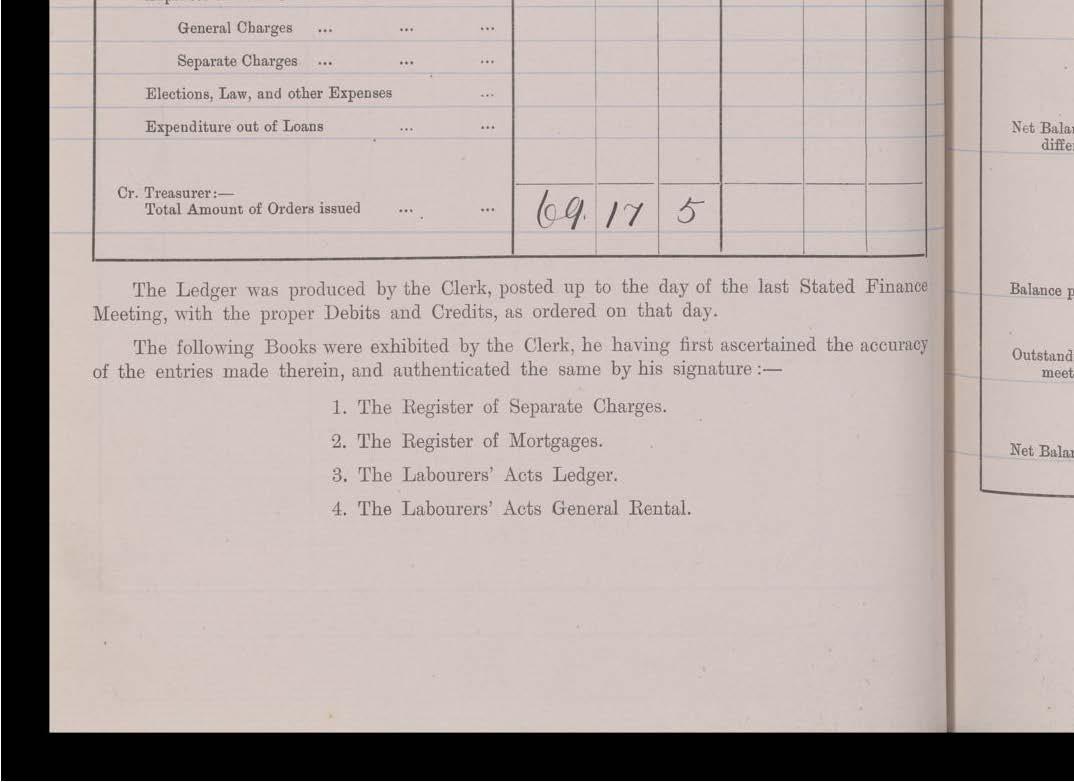 General Charges ... ... ...
Separate Charges ... ... ...
Elections, Law, and other Expenses ...
Expenditure out of Loans ... ...
Cr. Treasurer:—
Total Amount of Orders issued ... ... 69. 17 5
The Ledger was produced by the Clerk, posted up to the day of the last Stated Finance
Meeting, with the proper Debits and Credits, as ordered on that day.
The following Books were exhibited by the Clerk, he having first ascertained the accuracy
of the entries made therein, and authenticated the same by his signature :—
1. The Register of Separate Charges.
2. The Register of Mortgages.
3. The Labourers' Acts Ledger.
4. The Labourers' Acts General Rental.
Net Balan
differ
Balance p
Outstand
meet
Net Balan